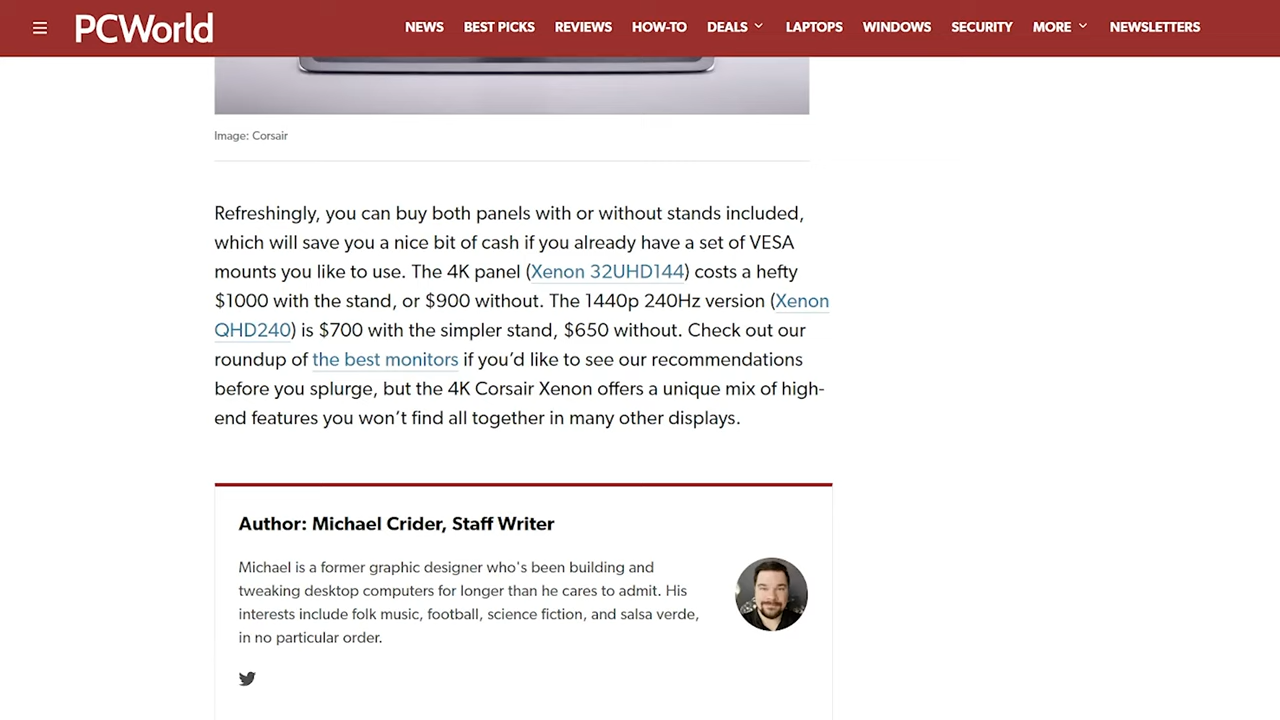 PCWorld
NEWS BEST PICKS REVIEWS HOW-TO DEALS LAPTOPS WINDOWS SECURITY MORE NEWSLETTERS
Image: Corsair
Refreshingly, you can buy both panels with or without stands included,
which will save you a nice bit of cash if you already have a set of VESA
mounts you like to use. The 4K panel (Xenon 32UHD144) costs a hefty
$1000 with the stand, or $900 without. The 1440p 240Hz version (Xenon
QHD240) is $700 with the simpler stand, $650 without. Check out our
roundup of the best monitors if you’d like to see our recommendations
before you splurge, but the 4K Corsair Xenon offers a unique mix of high-
end features you won’t find all together in many other displays.
Author: Michael Crider, Staff Writer
Michael is a former graphic designer who's been building and
tweaking desktop computers for longer than he cares to admit. His
interests include folk music, football, science fiction, and salsa verde,
in no particular order.